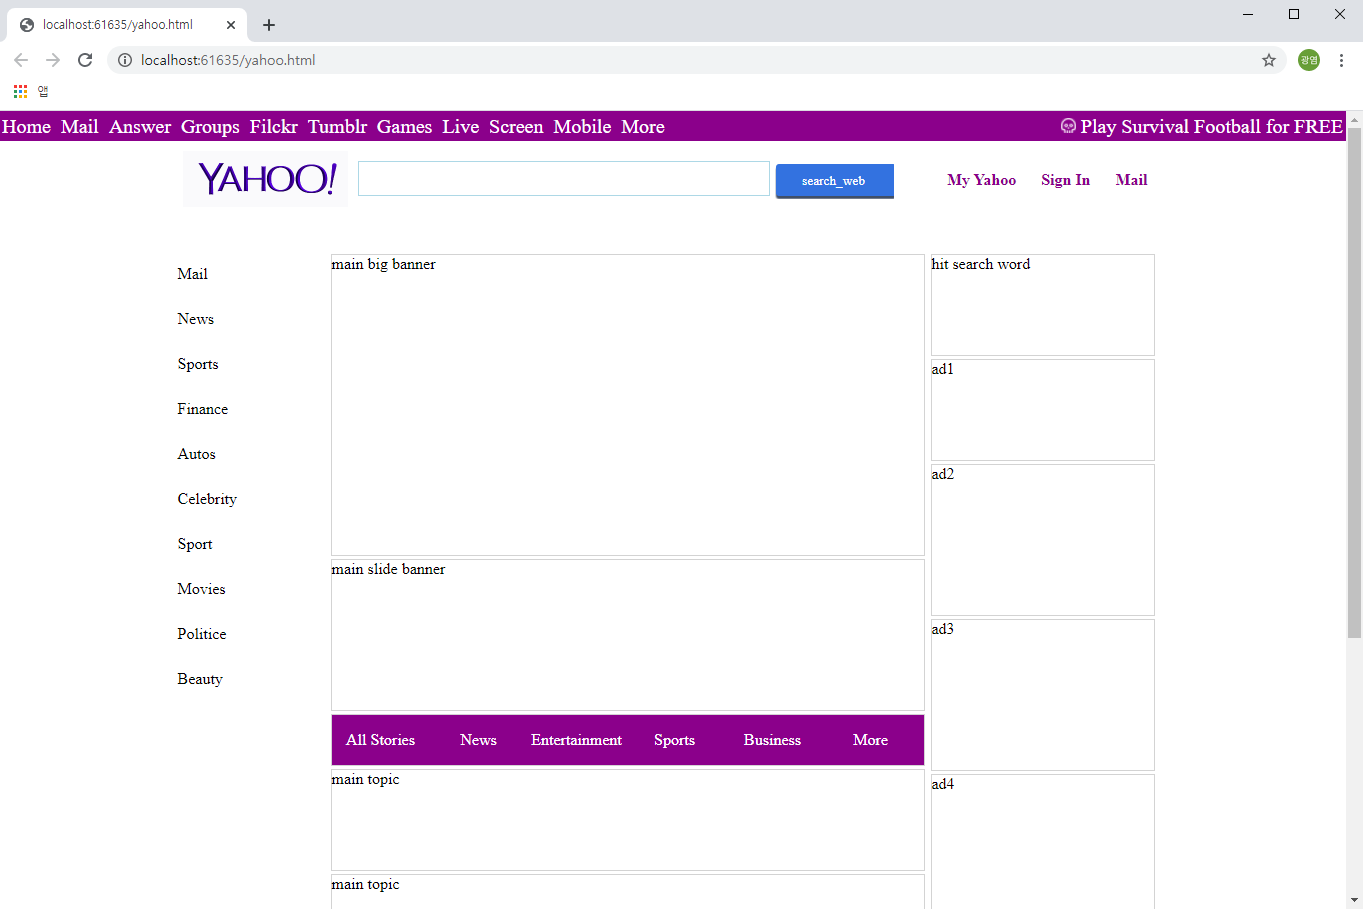 localhost:61635/yahoo.html
localhost:61635/yahoo.html
광염
앱
Home Mail Answer Groups Filckr Tumblr Games Live Screen Mobile More
Play Survival Football for FREE
YAHOO!
search_web
My Yahoo Sign In Mail
Mail
News
Sports
Finance
Autos
Celebrity
Sport
Movies
Politice
Beauty
main big banner
main slide banner
All Stories News Entertainment Sports Business More
main topic
main topic
hit search word
ad1
ad2
ad3
ad4